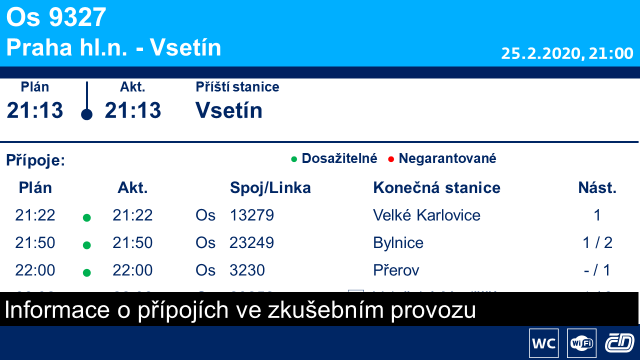 Os 9327
Praha hl.n. - Vsetín
25.2.2020, 21:00
Plán Akt. Příští stanice
21:13 21:13 Vsetín
Přípoje: Dosažitelné Negarantované
Plán Akt. Spoj/Linka Konečná stanice Nást.
21:22 21:22 Os 13279 Velké Karlovice 1
21:50 21:50 Os 23249 Bylnice 1 / 2
22:00 22:00 Os 3230 Přerov - / 1
Informace o přípojích ve zkušebním provozu
WC WiFi ČD